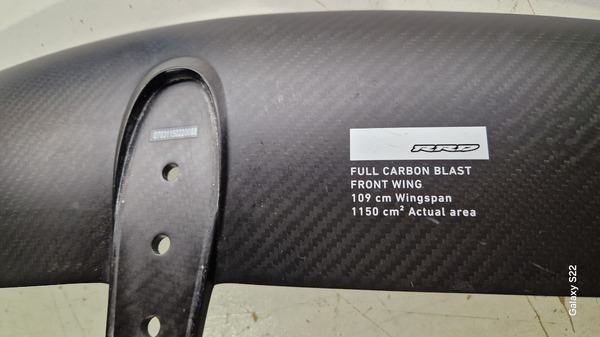 RRD
FULL CARBON BLAST
FRONT WING
109 cm Wingspan
1150 cm² Actual area
Galaxy S22